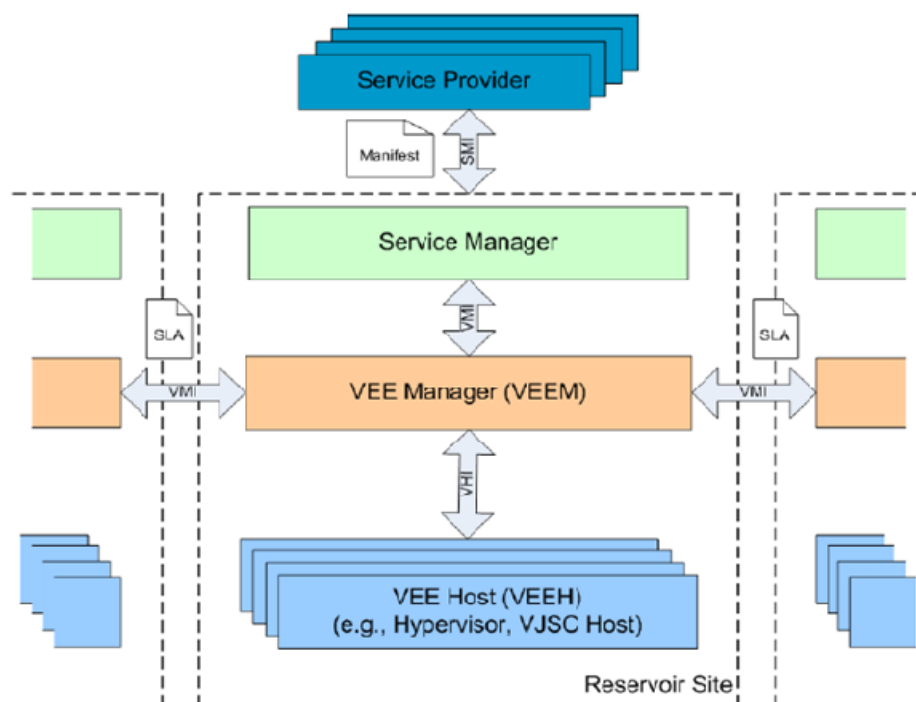 Service Provider
Manifest
SMI
Service Manager
VMI
SLA
SLA
VMI
VEE Manager (VEEM)
VMI
VHI
VEE Host (VEEH)
(e.g., Hypervisor, VJSC Host)
Reservoir Site